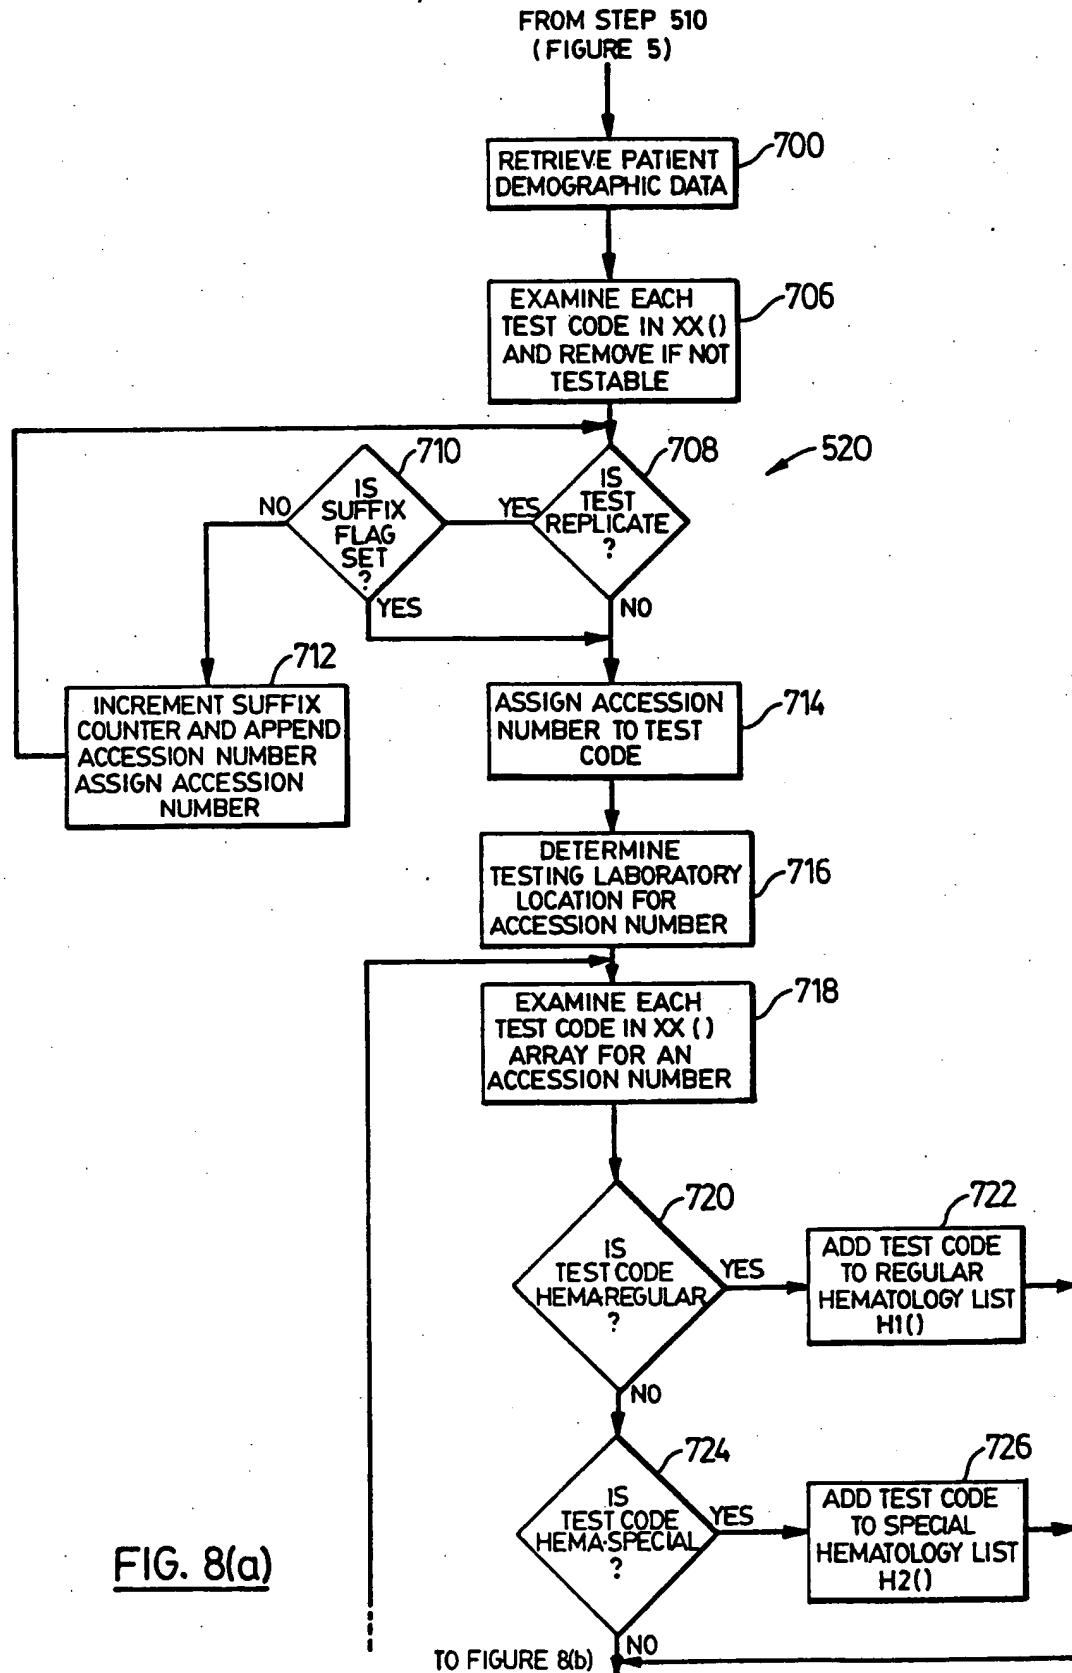 FROM STEP 510
(FIGURE 5)
700
RETRIEVE PATIENT
DEMOGRAPHIC DATA
706
EXAMINE EACH
TEST CODE IN XX()
AND REMOVE IF NOT
TESTABLE
710
708
520
IS
SUFFIX
FLAG
SET
?
NO
YES
YES
IS
TEST
REPLICATE
?
NO
712
INCREMENT SUFFIX
COUNTER AND APPEND
ACCESSION NUMBER
ASSIGN ACCESSION
NUMBER
714
ASSIGN ACCESSION
NUMBER TO TEST
CODE
716
DETERMINE
TESTING LABORATORY
LOCATION FOR
ACCESSION NUMBER
718
EXAMINE EACH
TEST CODE IN XX()
ARRAY FOR AN
ACCESSION NUMBER
720
IS
TEST CODE
HEMA·REGULAR
?
YES
NO
722
ADD TEST CODE
TO REGULAR
HEMATOLOGY LIST
H1()
724
IS
TEST CODE
HEMA·SPECIAL
?
YES
NO
726
ADD TEST CODE
TO SPECIAL
HEMATOLOGY LIST
H2()
FIG. 8(a)
TO FIGURE 8(b)